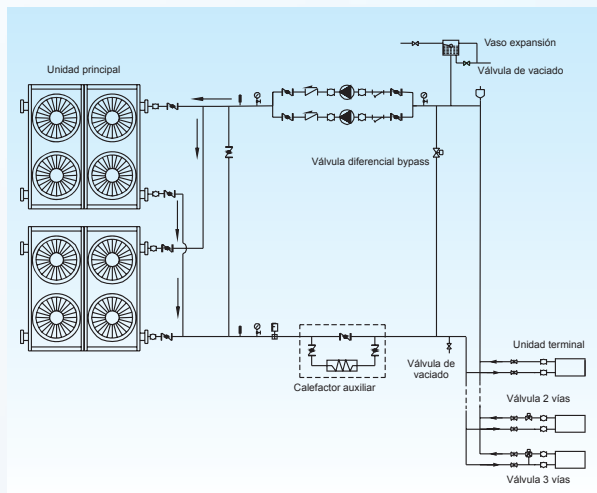 Vaso expansión
Unidad principal
Válvula de vaciado
Válvula diferencial bypass
Unidad terminal
Válvula de
vaciado
Calefactor auxiliar
Válvula 2 vías
Válvula 3 vías